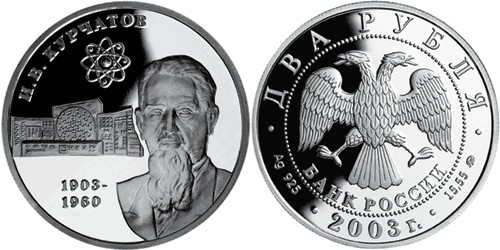 И.В. КУРЧАТОВ
1903-
1960
• ДВА РУБЛЯ •
Ag 925
БАНК РОССИИ
15,55
• 2003 г. •